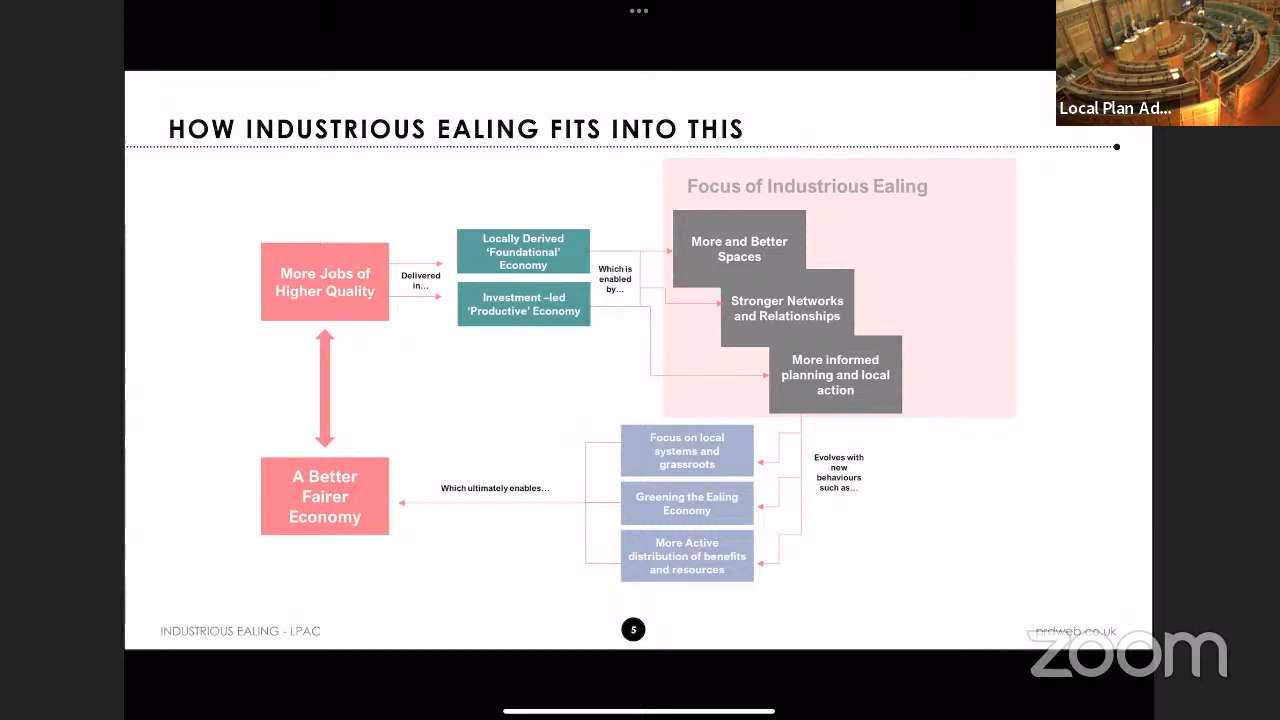 Local Plan Ad...
HOW INDUSTRIOUS EALING FITS INTO THIS
Focus of Industrious Ealing
More Jobs of
Higher Quality
Delivered
in...
Locally Derived
‘Foundational’
Economy
Investment –led
‘Productive’ Economy
Which is
enabled
by...
More and Better
Spaces
Stronger Networks
and Relationships
More informed
planning and local
action
Evolves with
new
behaviours
such as...
Focus on local
systems and
grassroots
Greening the Ealing
Economy
More Active
distribution of benefits
and resources
Which ultimately enables...
A Better
Fairer
Economy
INDUSTRIOUS EALING - LPAC
5
prdweb.co.uk
zoom